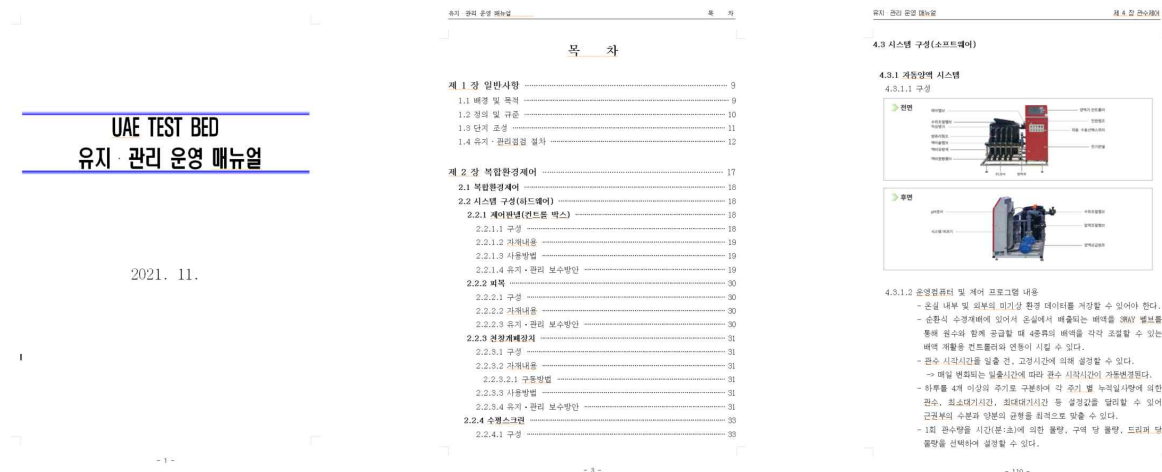 UAE TEST BED
유지 · 관리 운영 매뉴얼
2021. 11.
- 1 -
유지 · 관리 운영 매뉴얼
목 차
목 차
제 1 장 일반사항 9
1.1 배경 및 목적 9
1.2 정의 및 규준 10
1.3 단지 조성 11
1.4 유지 · 관리점검 절차 12
제 2 장 복합환경제어 17
2.1 복합환경제어 18
2.2 시스템 구성(하드웨어) 18
2.2.1 제어판넬(컨트롤 박스) 18
2.2.1.1 구성 18
2.2.1.2 자재내용 19
2.2.1.3 사용방법 19
2.2.1.4 유지 · 관리 보수방안 19
2.2.2 피복 30
2.2.2.1 구성 30
2.2.2.2 자재내용 30
2.2.2.3 유지 · 관리 보수방안 30
2.2.3 천창개폐장치 31
2.2.3.1 구성 31
2.2.3.2 자재내용 31
2.2.3.2.1 구동방법 31
2.2.3.3 사용방법 31
2.2.3.4 유지 · 관리 보수방안 31
2.2.4 수평스크린 33
2.2.4.1 구성 33
- 3 -
유지 · 관리 운영 매뉴얼
제 4 장 관수제어
4.3 시스템 구성(소프트웨어)
4.3.1 자동양액 시스템
4.3.1.1 구성
전면
후면
4.3.1.2 운영컴퓨터 및 제어 프로그램 내용
- 온실 내부 및 외부의 미기상 환경 데이터를 저장할 수 있어야 한다.
- 순환식 수경재배에 있어서 온실에서 배출되는 배액을 3WAY 밸브를
통해 원수와 함께 공급할 때 4종류의 배액을 각각 조절할 수 있는
배액 재활용 컨트롤러와 연동이 시킬 수 있다.
- 관수 시작시간을 일출 전, 고정시간에 의해 설정할 수 있다.
-> 매일 변화되는 일출시간에 따라 관수 시작시간이 자동변경된다.
- 하루를 4개 이상의 주기로 구분하여 각 주기 별 누적일사량에 의한
관수, 최소대기시간, 최대대기시간 등 설정값을 달리할 수 있어
근권부의 수분과 양분의 균형을 최적으로 맞출 수 있다.
- 1회 관수량을 시간(분:초)에 의한 물량, 구역 당 물량, 드리퍼 당
물량을 선택하여 설정할 수 있다.
- 110 -